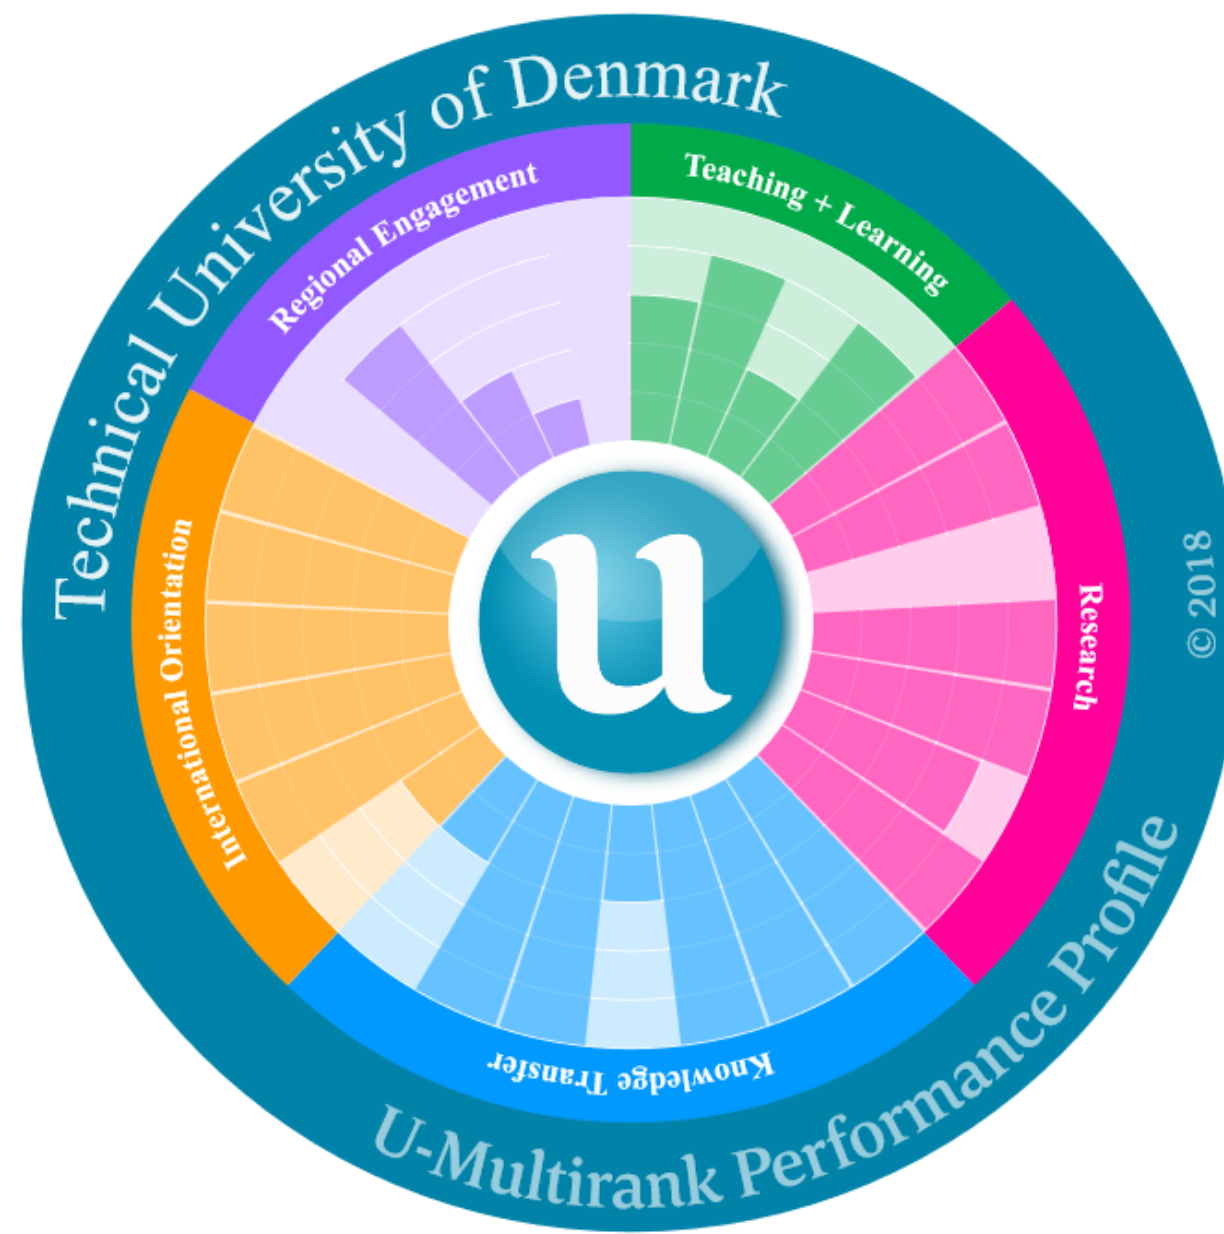 Technical University of Denmark
Teaching + Learning
Research
Knowledge Transfer
International Orientation
Regional Engagement
u
© 2018
U-Multirank Performance Profile